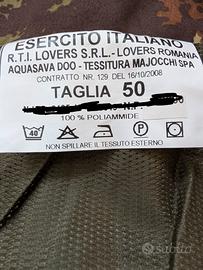 ESERCITO ITALIANO
R.T.I. LOVERS S.R.L.- LOVERS ROMANIA
AQUASAVA DOO - TESSITURA MAJOCCHI SPA
CONTRATTO NR. 129 DEL 16/10/2008
TAGLIA 50
100 % POLIAMMIDE
40
NON SPILLARE IL TESSUTO ESTERNO
subito